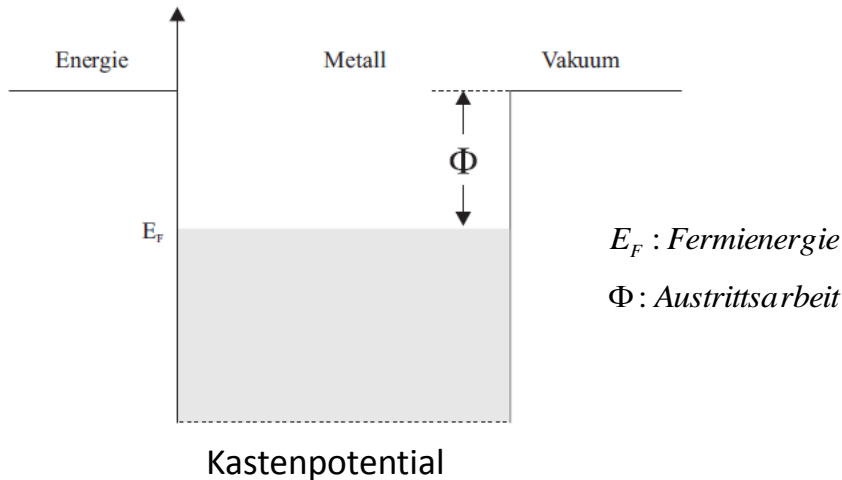 Energie Metall Vakuum
Φ
E_F
E_F : Fermienergie
Φ : Austrittsarbeit
Kastenpotential